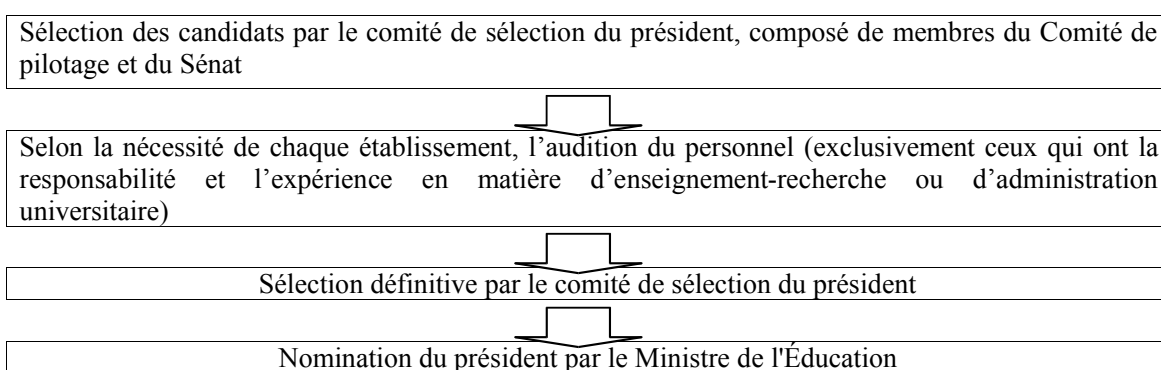 Sélection des candidats par le comité de sélection du président, composé de membres du Comité de
pilotage et du Sénat
Selon la nécessité de chaque établissement, l’audition du personnel (exclusivement ceux qui ont la
responsabilité et l’expérience en matière d’enseignement-recherche ou d’administration
universitaire)
Sélection définitive par le comité de sélection du président
Nomination du président par le Ministre de l'Éducation